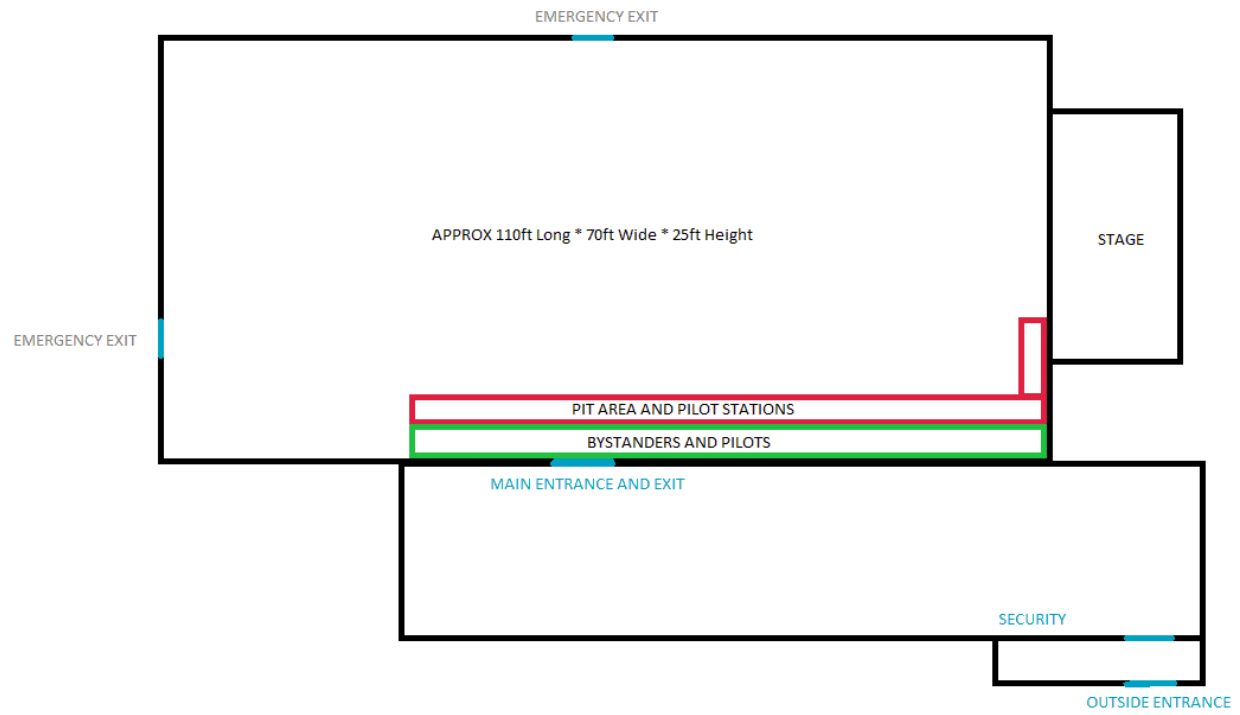 EMERGENCY EXIT
APPROX 110ft Long * 70ft Wide * 25ft Height
STAGE
EMERGENCY EXIT
PIT AREA AND PILOT STATIONS
BYSTANDERS AND PILOTS
MAIN ENTRANCE AND EXIT
SECURITY
OUTSIDE ENTRANCE